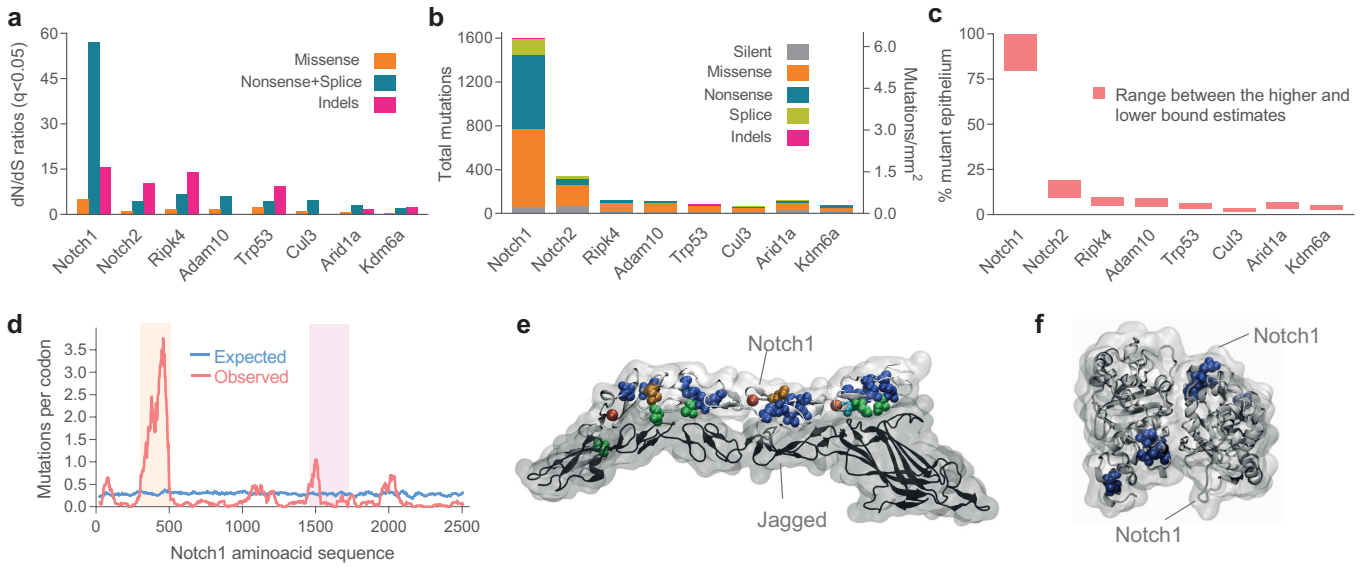 a
dN/dS ratios (q<0.05)
60
45
30
15
0
Missense
Nonsense+Splice
Indels
Notch1
Notch2
Ripk4
Adam10
Trp53
Cul3
Arid1a
Kdm6a
b
Total mutations
1600
1200
800
400
0
Silent
Missense
Nonsense
Splice
Indels
6.0
4.5
3.0
1.5
0.0
Mutations/mm2
Notch1
Notch2
Ripk4
Adam10
Trp53
Cul3
Arid1a
Kdm6a
c
% mutant epithelium
100
75
50
25
0
Range between the higher and
lower bound estimates
Notch1
Notch2
Ripk4
Adam10
Trp53
Cul3
Arid1a
Kdm6a
d
Mutations per codon
3.5
3.0
2.5
2.0
1.5
1.0
0.5
0.0
Expected
Observed
0
500
1000
1500
2000
2500
Notch1 aminoacid sequence
e
Notch1
Jagged
f
Notch1
Notch1